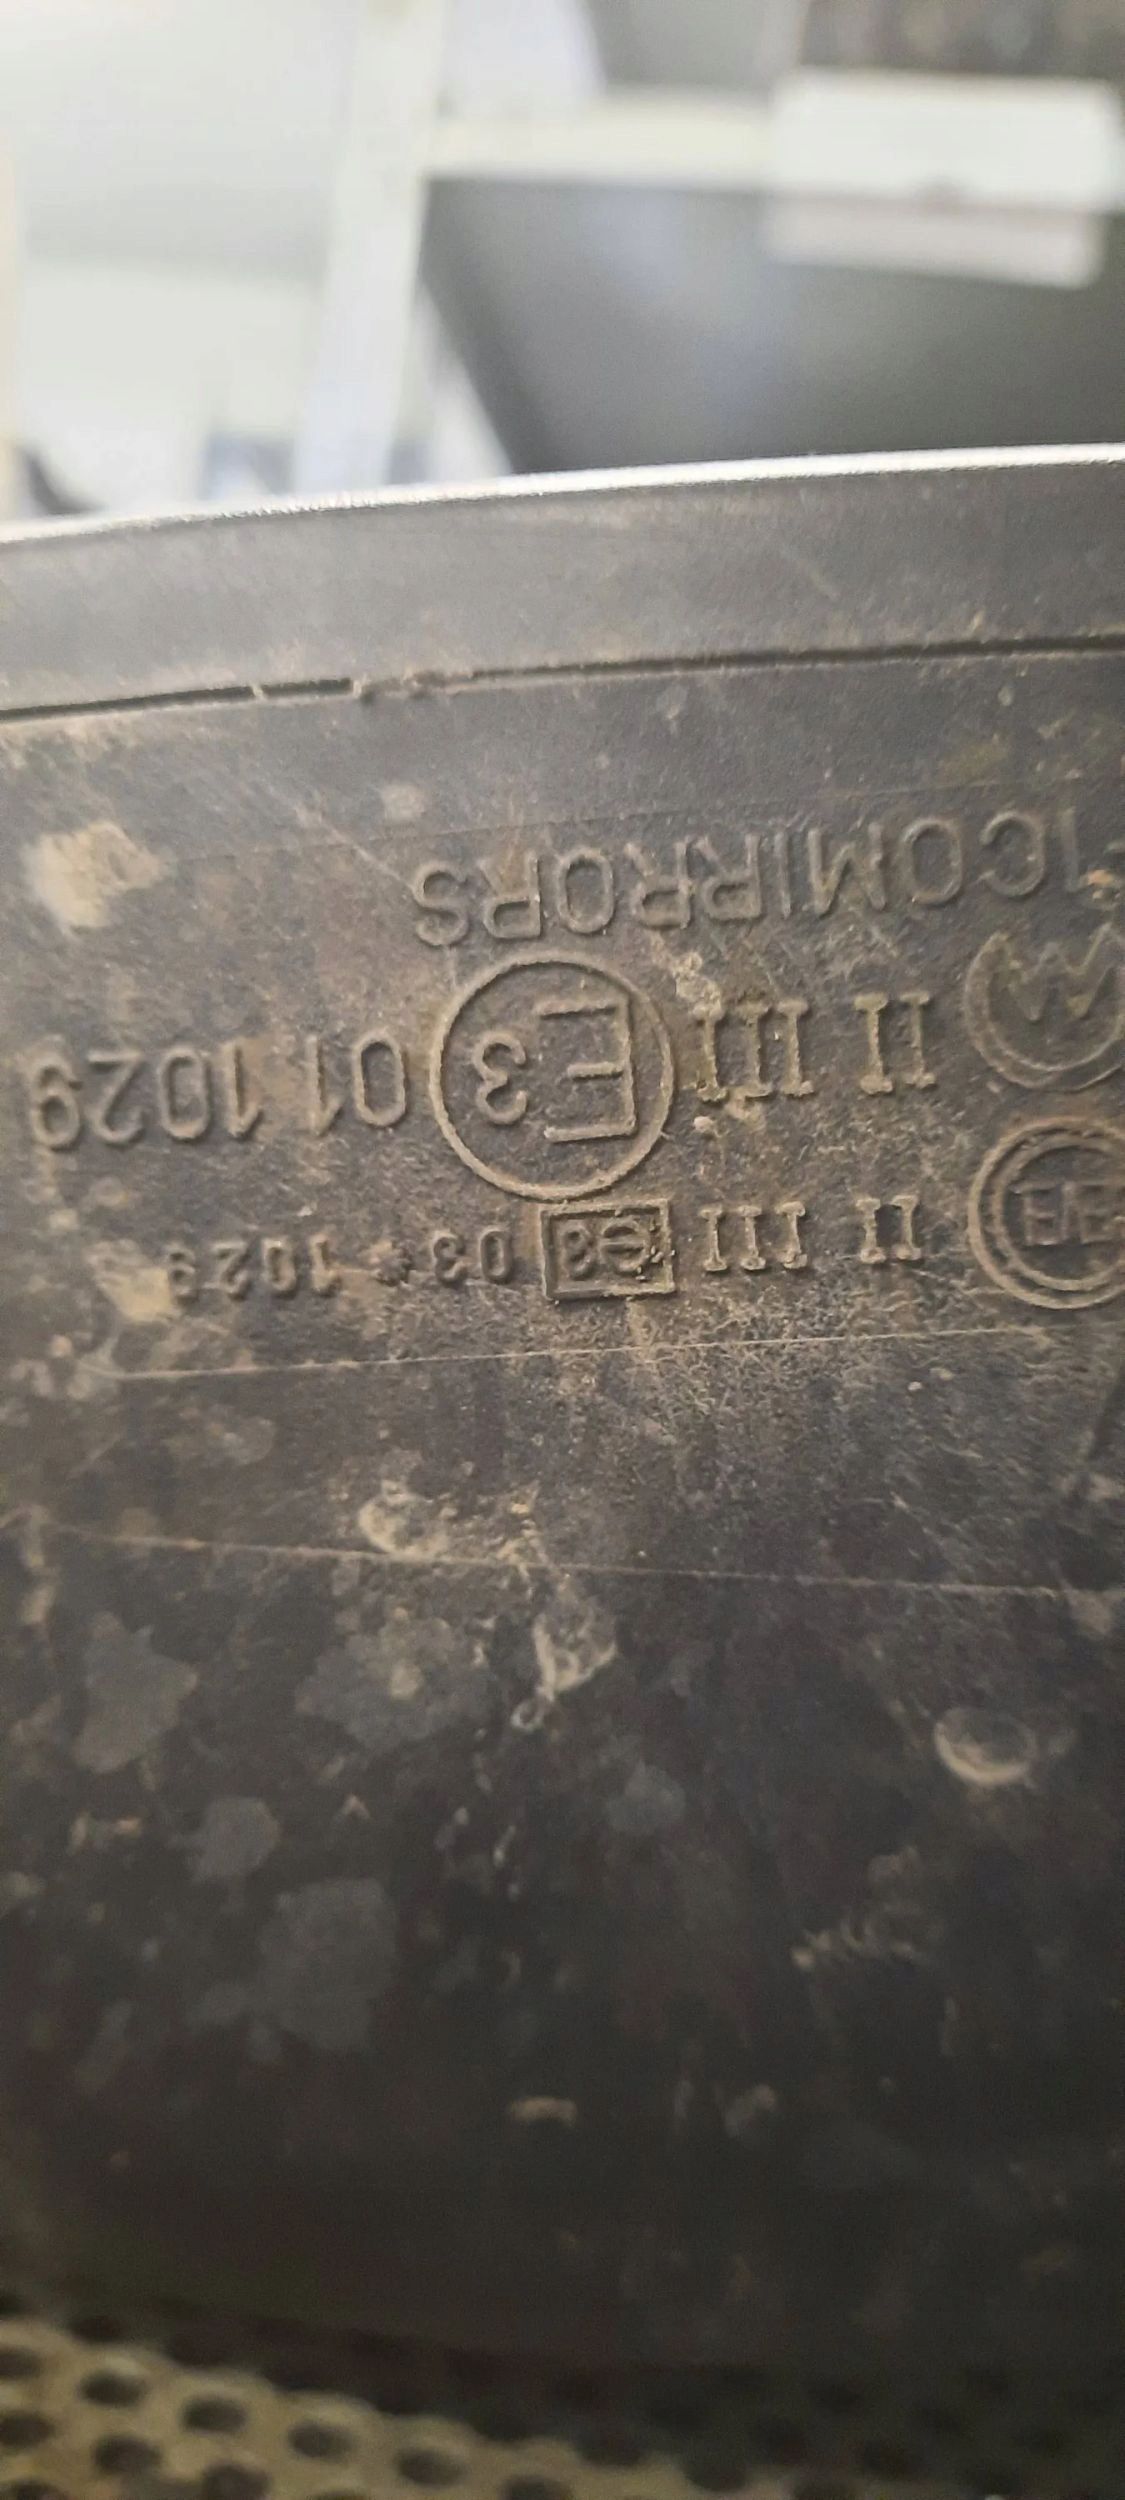 II III e3 03 * 1029
II III E3 01 1029
ICOMIRRORS